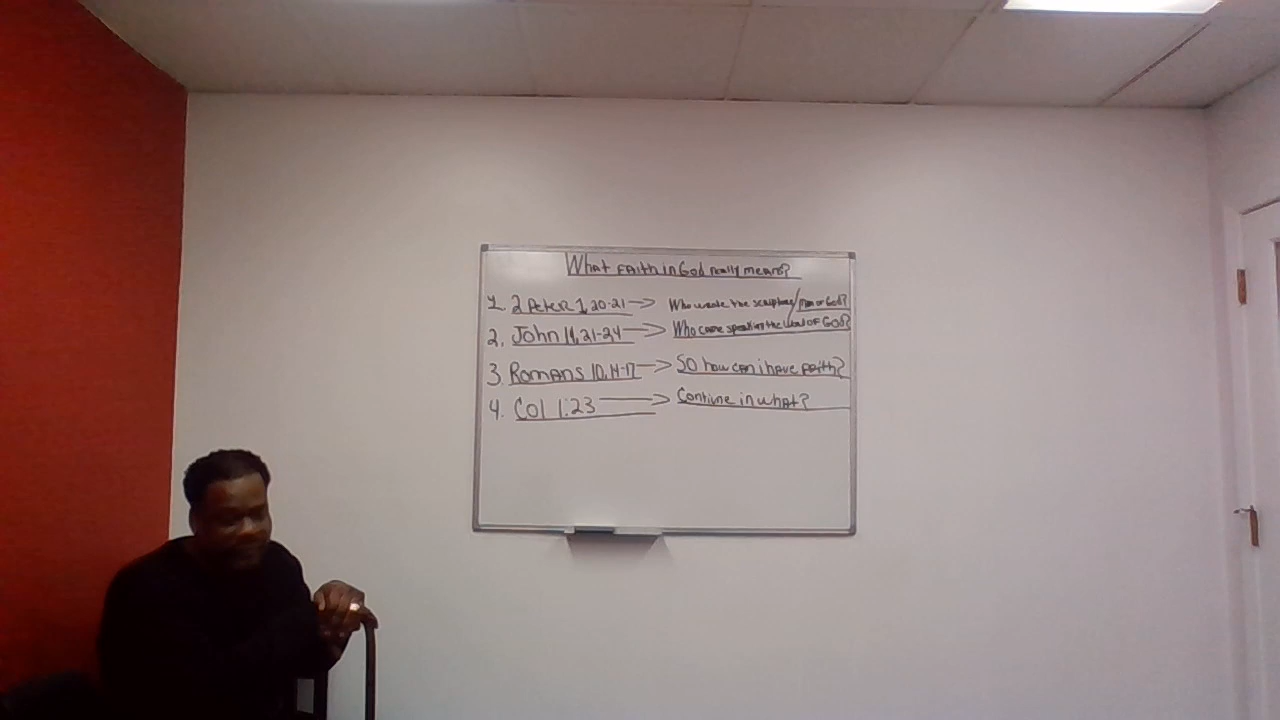 What Faith in God really means?
1. 2 Peter 1,20-21 → Who wrote the scripture/man of God?
2. John 14,21-24 → Who came speaking the word OF GOD?
3. Romans 10,14-17 → So how can i have faith?
4. Col 1:23 → Continue in what?